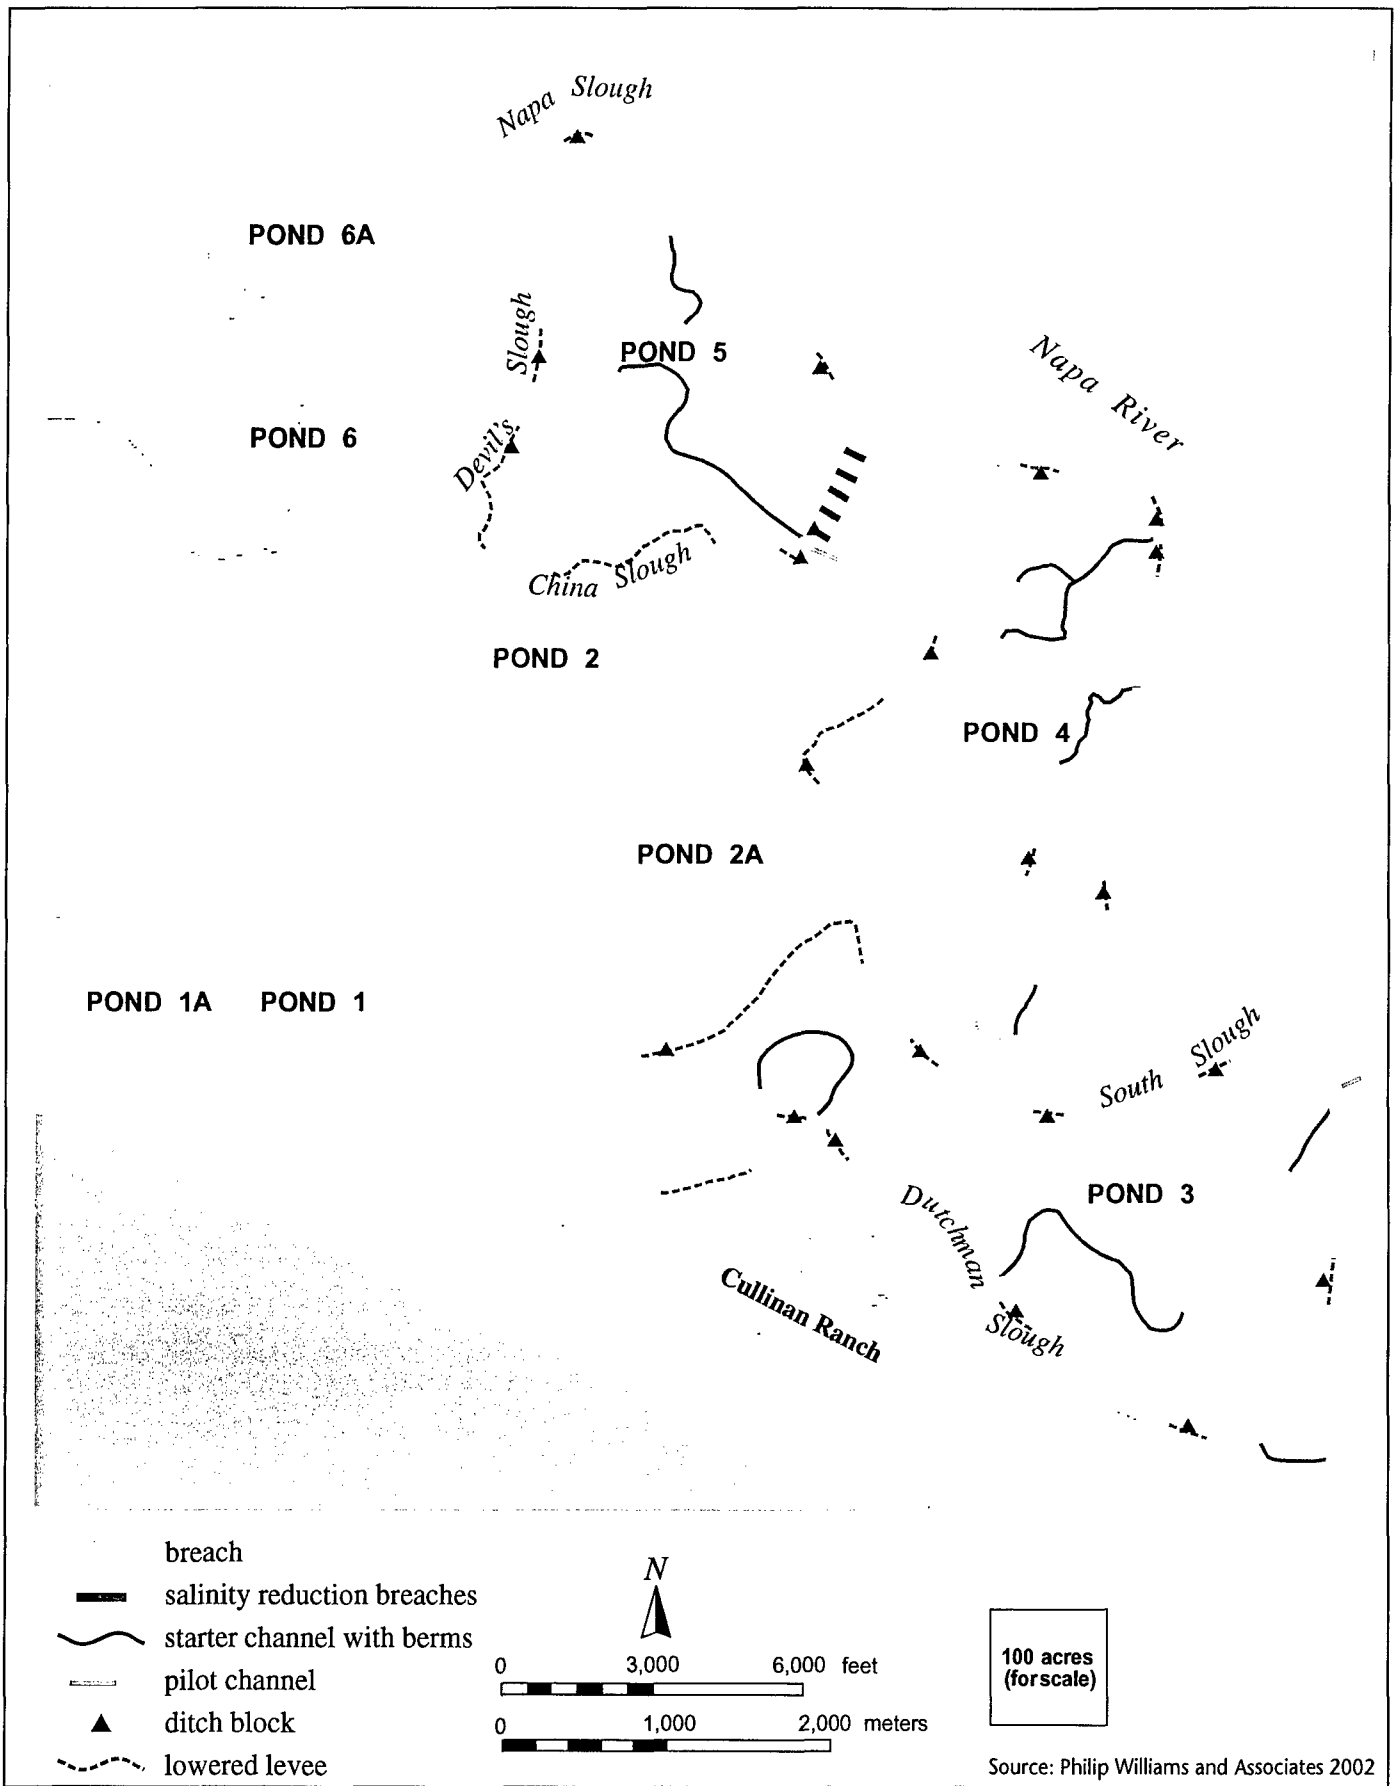 Napa Slough
POND 6A
Slough
POND 5
Napa River
POND 6
Devil's
China Slough
POND 2
POND 4
POND 2A
POND 1A
POND 1
South Slough
POND 3
Dutchman
Slough
Cullinan Ranch
breach
salinity reduction breaches
starter channel with berms
pilot channel
ditch block
lowered levee
N
0 3,000 6,000 feet
0 1,000 2,000 meters
100 acres
(for scale)
Source: Philip Williams and Associates 2002